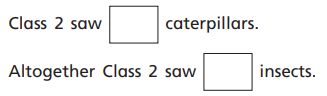 Class 2 saw caterpillars.
Altogether Class 2 saw insects.